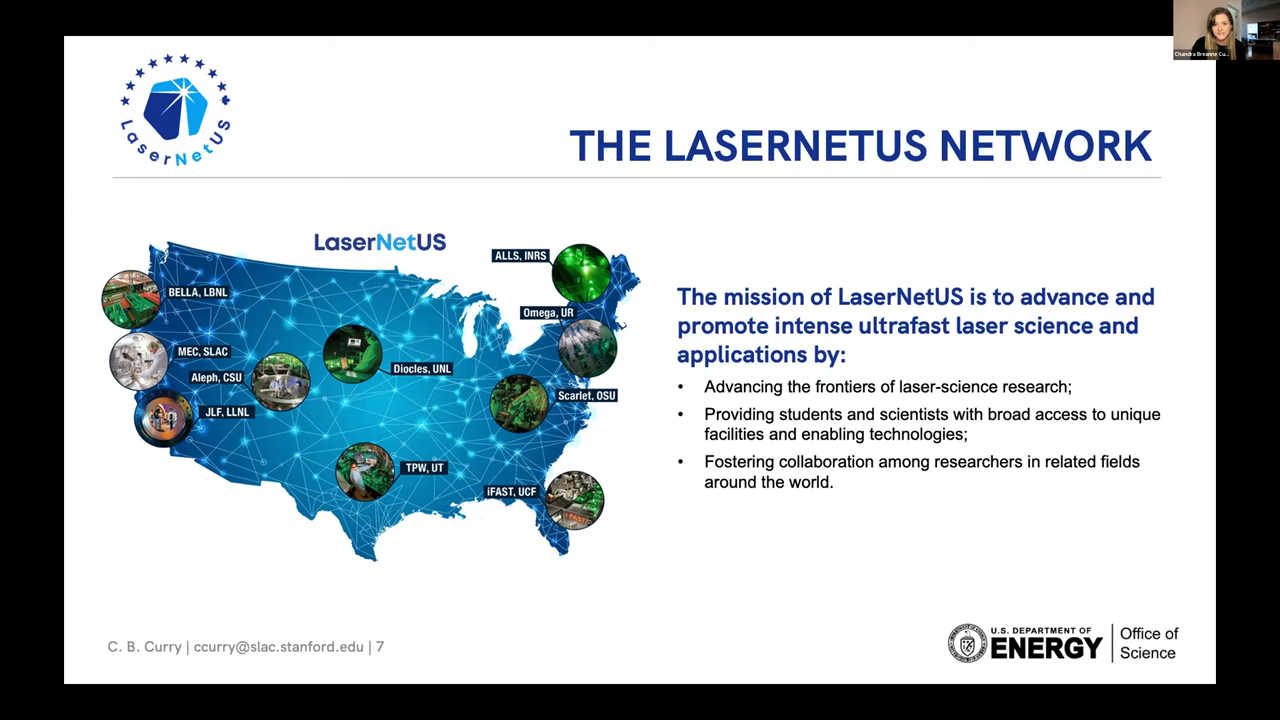 Chandra Breanne Cu...
LaserNetUS
THE LASERNETUS NETWORK
LaserNetUS
ALLS, INRS
BELLA, LBNL
Omega, UR
MEC, SLAC
Aleph, CSU
Diocles, UNL
Scarlet, OSU
JLF, LLNL
TPW, UT
iFAST, UCF
The mission of LaserNetUS is to advance and
promote intense ultrafast laser science and
applications by:
• Advancing the frontiers of laser-science research;
• Providing students and scientists with broad access to unique
facilities and enabling technologies;
• Fostering collaboration among researchers in related fields
around the world.
C. B. Curry | ccurry@slac.stanford.edu | 7
U.S. DEPARTMENT OF
ENERGY
Office of
Science